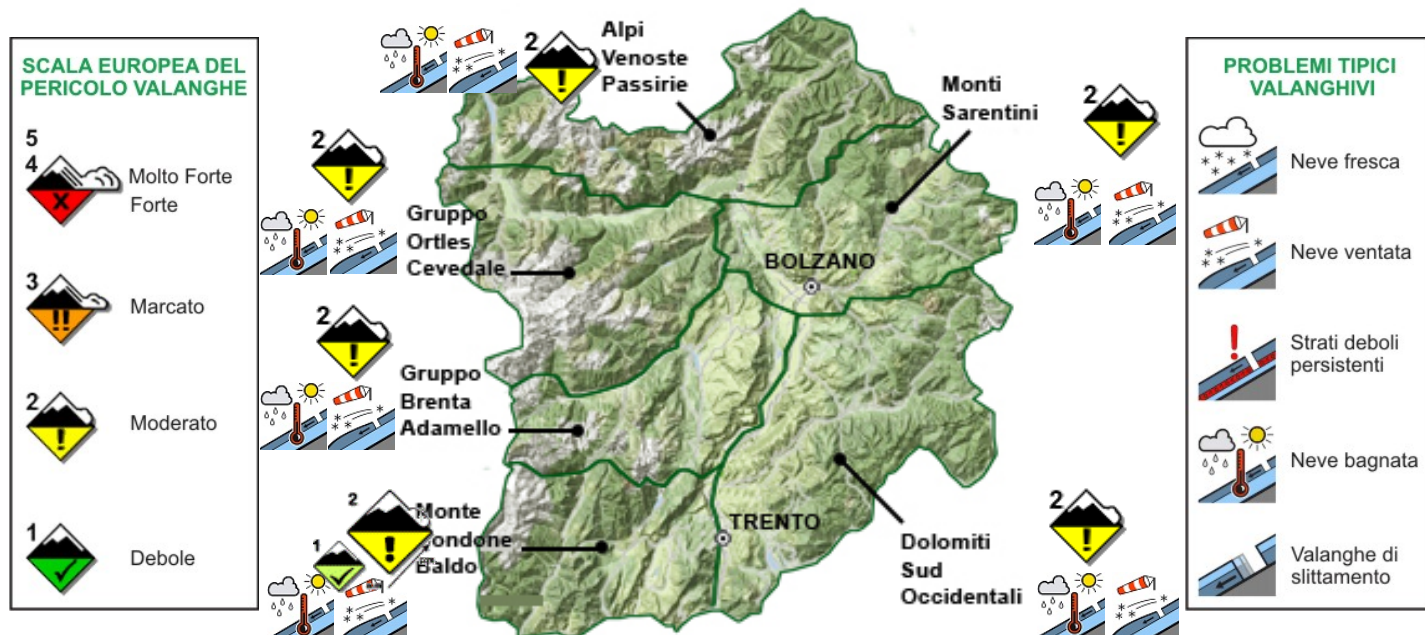 SCALA EUROPEA DEL
PERICOLO VALANGHE
5
4
Molto Forte
Forte
3
Marcato
2
Moderato
1
Debole
2
Alpi
Venoste
Passirie
2
Gruppo
Ortles
Cevedale
2
Gruppo
Brenta
Adamello
2
1
Monte
Bondone
Baldo
Monti
Sarentini
2
BOLZANO
TRENTO
Dolomiti
Sud
Occidentali
2
PROBLEMI TIPICI
VALANGHIVI
Neve fresca
Neve ventata
Strati deboli
persistenti
Neve bagnata
Valanghe di
slittamento